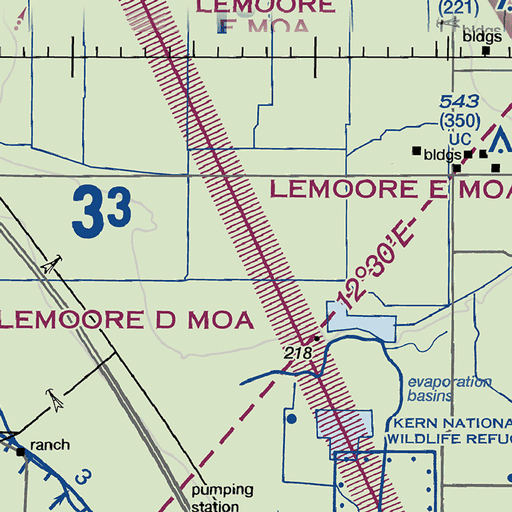 LEMOORE
E MOA
(221)
bldgs
543
(350)
UC
bldgs
LEMOORE E MOA
33
12°30'E
LEMOORE D MOA
218
evaporation
basins
KERN NATIONA
WILDLIFE REFUG
ranch
3
pumping
station